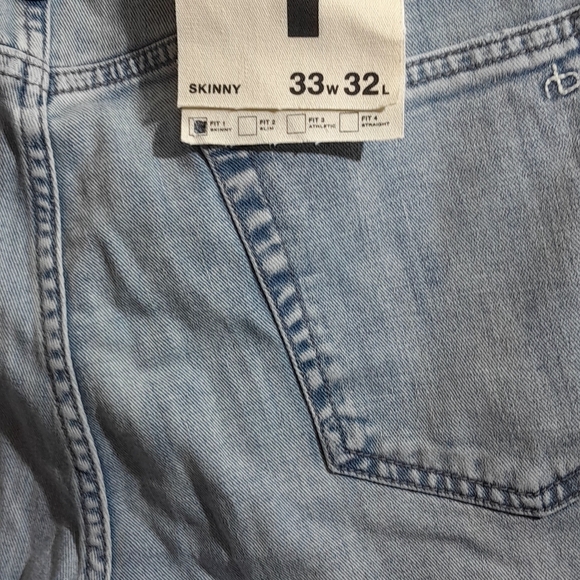 SKINNY 33W 32L
FIT 1 SKINNY FIT 2 SLIM FIT 3 ATHLETIC FIT 4 STRAIGHT
rb